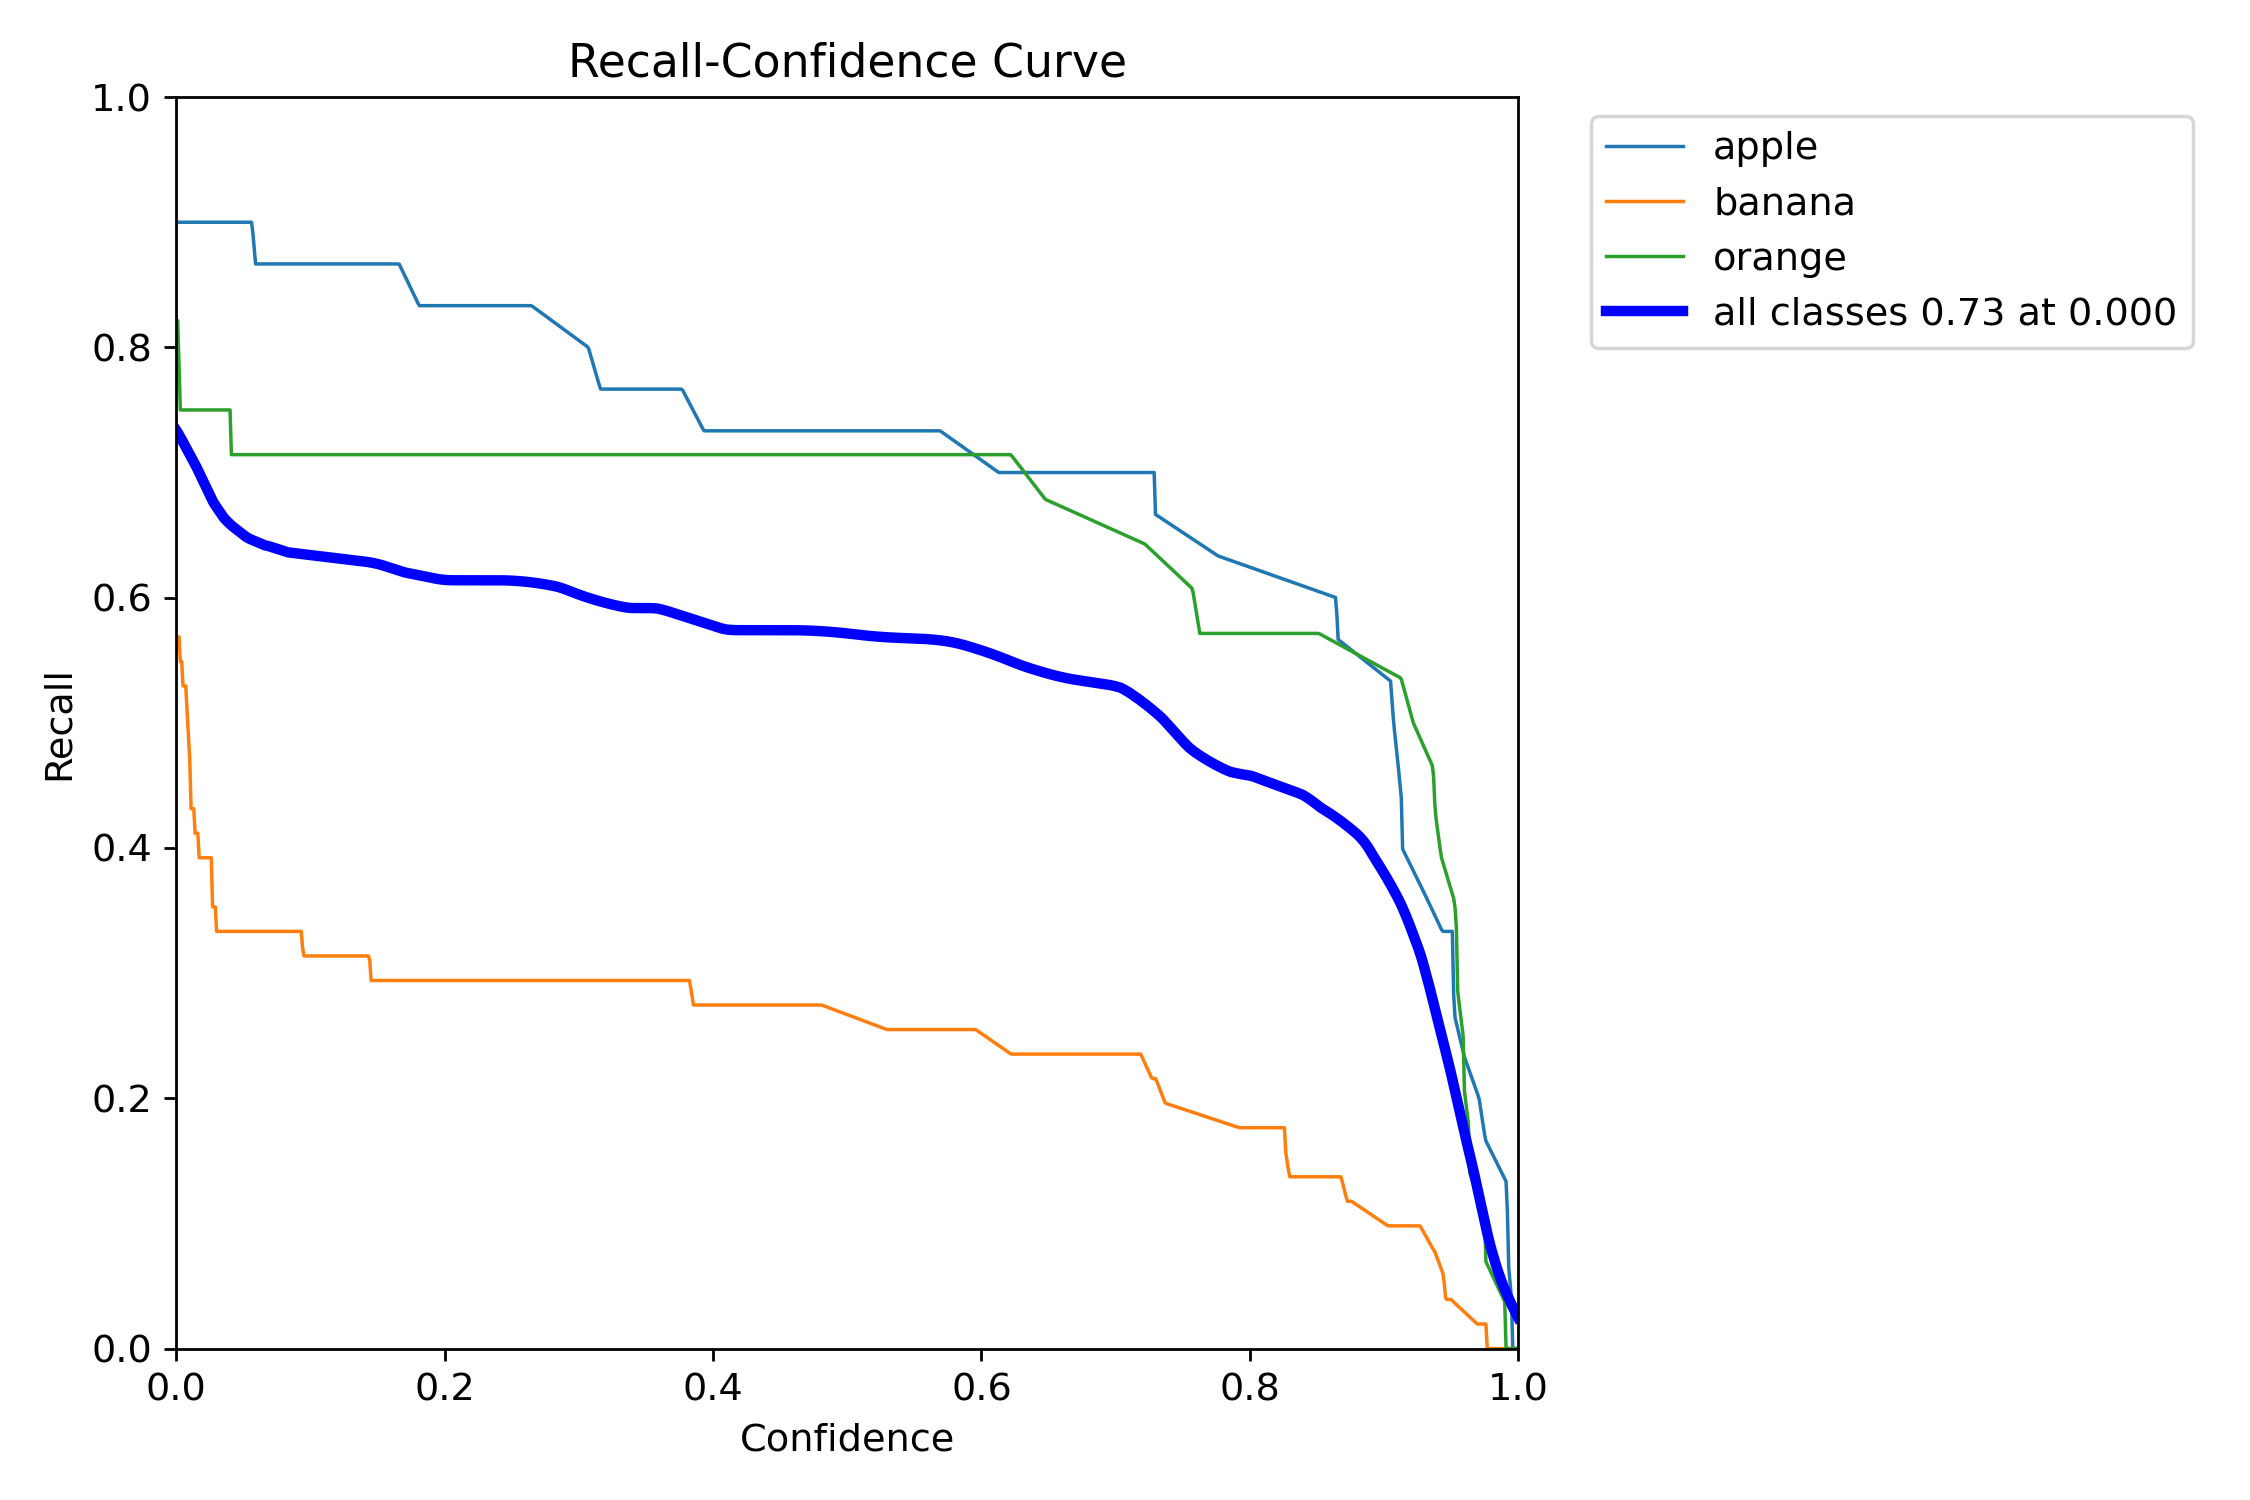 Recall-Confidence Curve
1.0
0.8
0.6
0.4
0.2
0.0
Recall
0.0 0.2 0.4 0.6 0.8 1.0
Confidence
apple
banana
orange
all classes 0.73 at 0.000